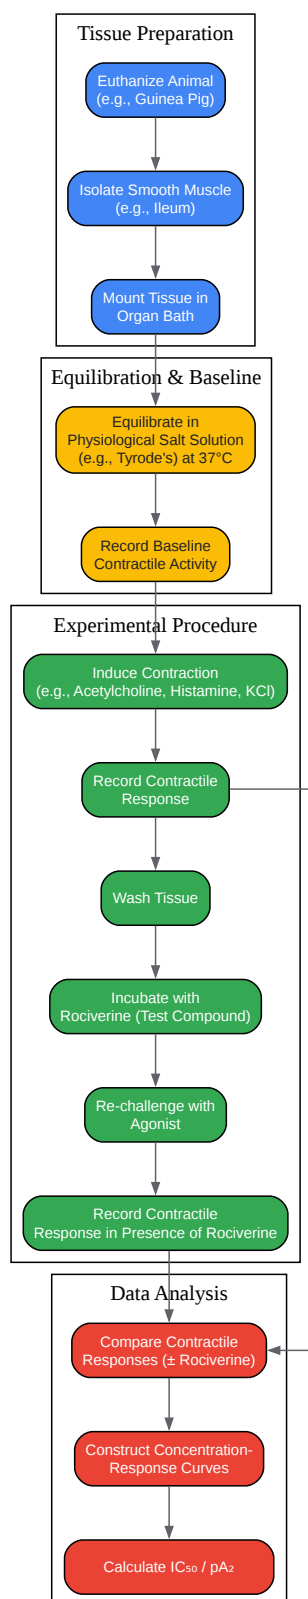 Tissue Preparation
Euthanize Animal
(e.g., Guinea Pig)
Isolate Smooth Muscle
(e.g., Ileum)
Mount Tissue in
Organ Bath
Equilibration & Baseline
Equilibrate in
Physiological Salt Solution
(e.g., Tyrode's) at 37°C
Record Baseline
Contractile Activity
Experimental Procedure
Induce Contraction
(e.g., Acetylcholine, Histamine, KCl)
Record Contractile
Response
Wash Tissue
Incubate with
Rociverine (Test Compound)
Re-challenge with
Agonist
Record Contractile
Response in Presence of Rociverine
Data Analysis
Compare Contractile
Responses (± Rociverine)
Construct Concentration-
Response Curves
Calculate IC₅₀ / pA₂